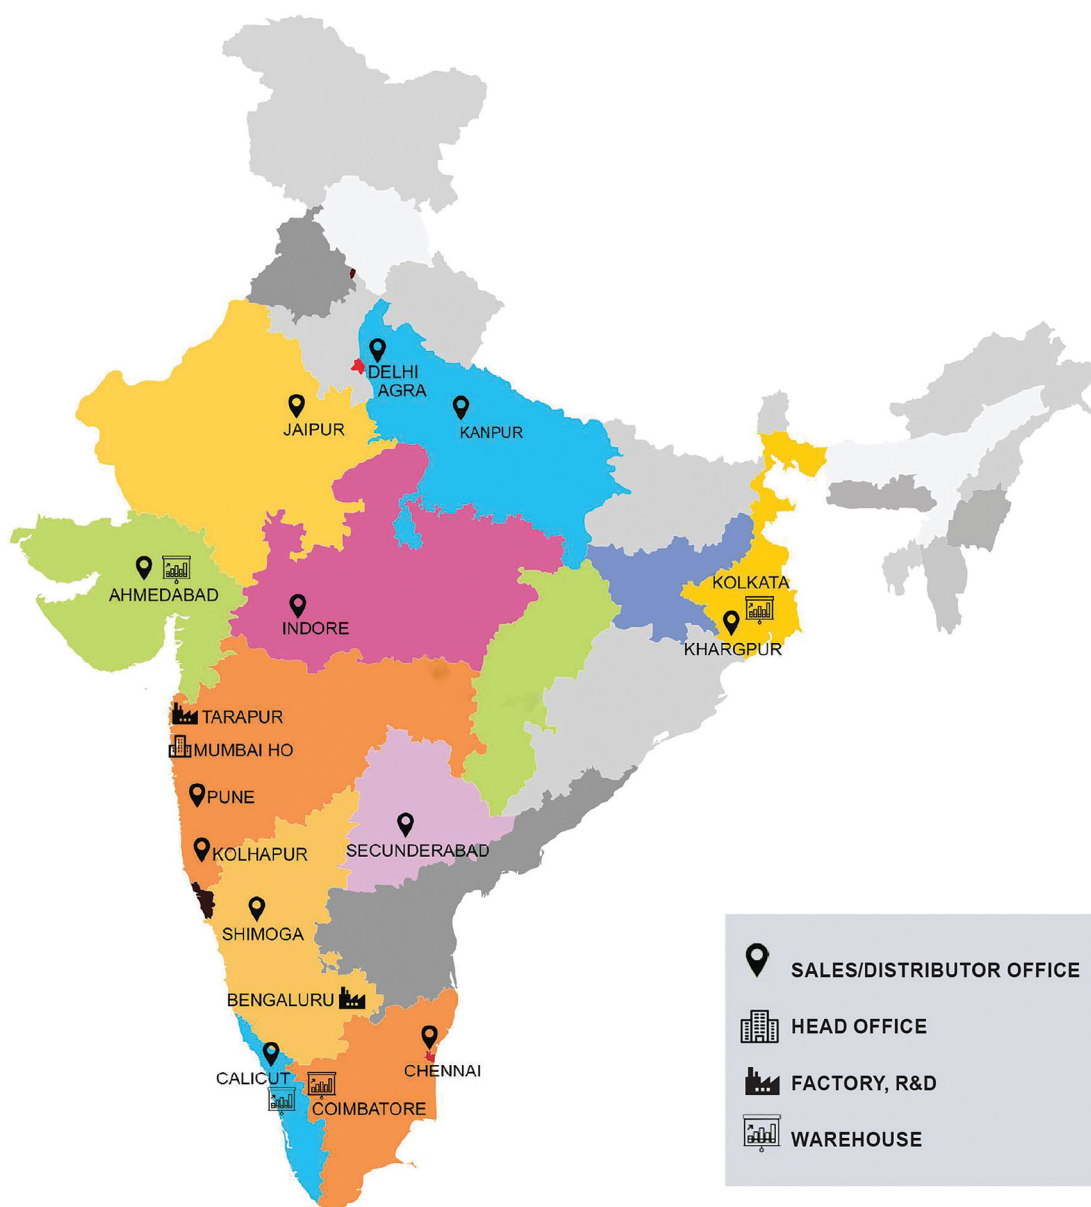 DELHI
AGRA
JAIPUR
KANPUR
AHMEDABAD
KOLKATA
INDORE
KHARGPUR
TARAPUR
MUMBAI HO
PUNE
KOLHAPUR
SECUNDERABAD
SHIMOGA
BENGALURU
CHENNAI
CALICUT
COIMBATORE
SALES/DISTRIBUTOR OFFICE
HEAD OFFICE
FACTORY, R&D
WAREHOUSE